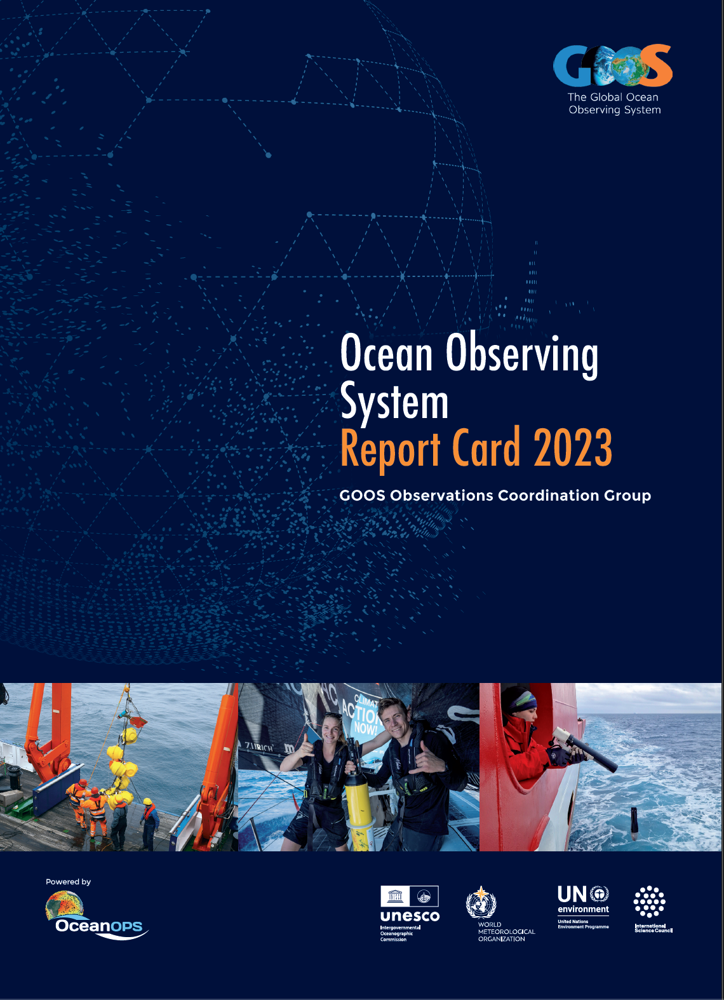 GOOS
The Global Ocean
Observing System
Ocean Observing
System
Report Card 2023
GOOS Observations Coordination Group
CLIMATE
ACTION
NOW!
ZURICH
Powered by
OceanOPS
unesco
Intergovernmental
Oceanographic
Commission
WORLD
METEOROLOGICAL
ORGANIZATION
UN
environment
United Nations
Environment Programme
International
Science Council